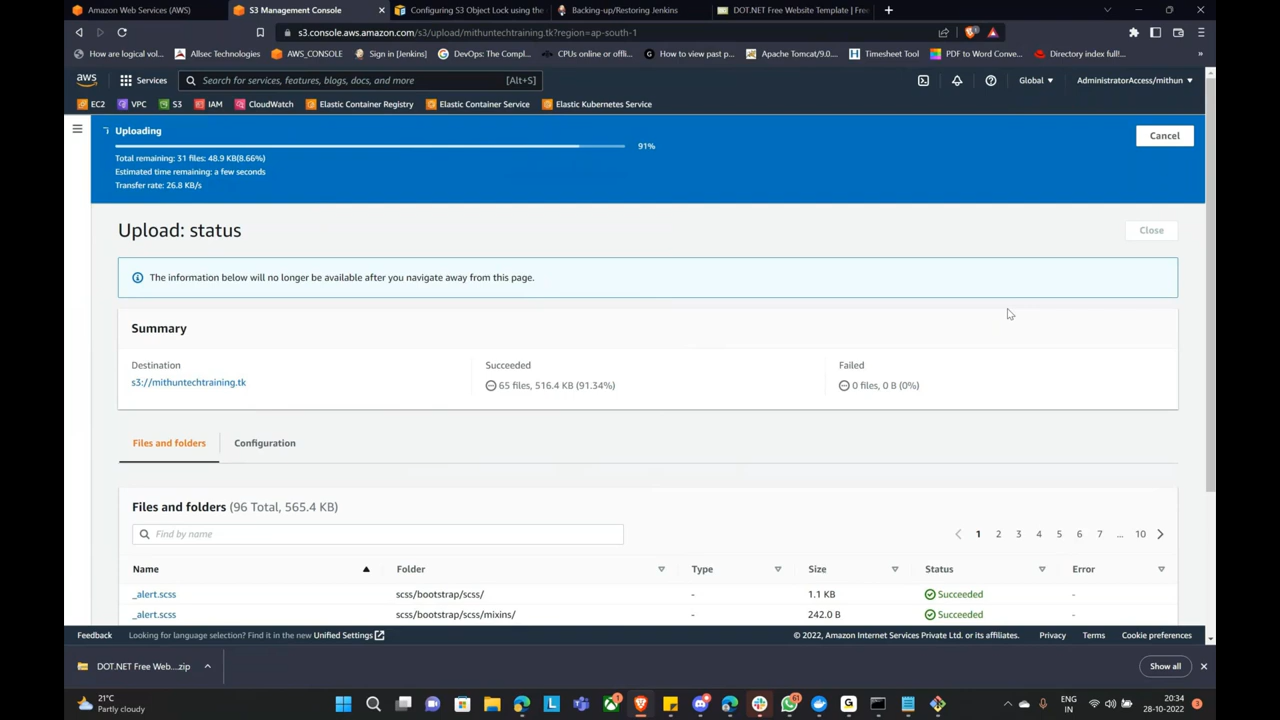 Amazon Web Services (AWS)
S3 Management Console
Configuring S3 Object Lock using the
Backing-up/Restoring Jenkins
DOT.NET Free Website Template | Free
s3.console.aws.amazon.com/s3/upload/mithuntechtraining.tk?region=ap-south-1
How are logical vol...
Allsec Technologies
AWS_CONSOLE
Sign in [Jenkins]
DevOps: The Compl...
CPUs online or offlin...
How to view past p...
Apache Tomcat/9.0....
Timesheet Tool
PDF to Word Conve...
Directory index full!...
aws
Services
Search for services, features, blogs, docs, and more
[Alt+S]
Global
AdministratorAccess/mithun
EC2
VPC
S3
IAM
CloudWatch
Elastic Container Registry
Elastic Container Service
Elastic Kubernetes Service
Uploading
91%
Cancel
Total remaining: 31 files: 48.9 KB(8.66%)
Estimated time remaining: a few seconds
Transfer rate: 26.8 KB/s
Upload: status
Close
The information below will no longer be available after you navigate away from this page.
Summary
Destination
Succeeded
Failed
s3://mithuntechtraining.tk
65 files, 516.4 KB (91.34%)
0 files, 0 B (0%)
Files and folders
Configuration
Files and folders (96 Total, 565.4 KB)
Find by name
1 2 3 4 5 6 7 ... 10
Name
Folder
Type
Size
Status
Error
_alert.scss
scss/bootstrap/scss/
-
1.1 KB
Succeeded
-
_alert.scss
scss/bootstrap/scss/mixins/
-
242.0 B
Succeeded
-
Feedback
Looking for language selection? Find it in the new Unified Settings
© 2022, Amazon Internet Services Private Ltd. or its affiliates.
Privacy
Terms
Cookie preferences
DOT.NET Free Web....zip
Show all
21°C
Partly cloudy
1
61
ENG
IN
20:34
28-10-2022